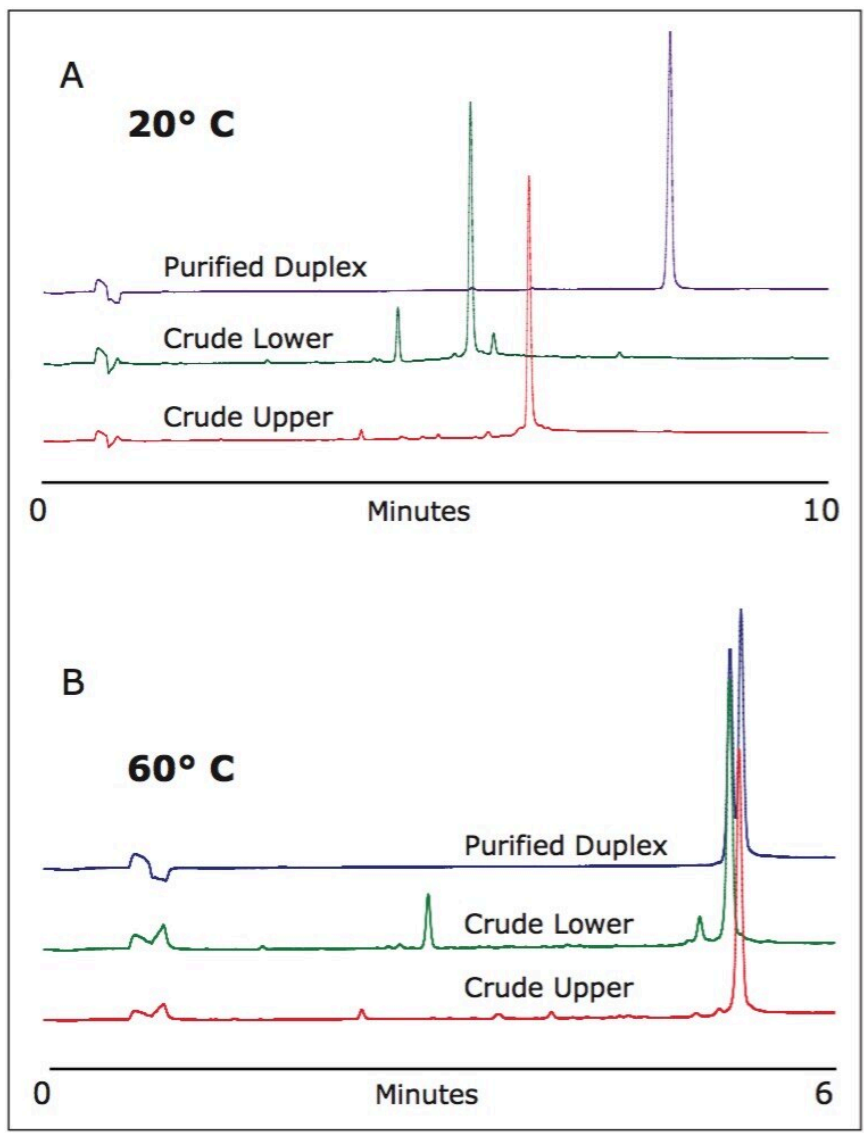 A
20° C
Purified Duplex
Crude Lower
Crude Upper
0 Minutes 10
B
60° C
Purified Duplex
Crude Lower
Crude Upper
0 Minutes 6